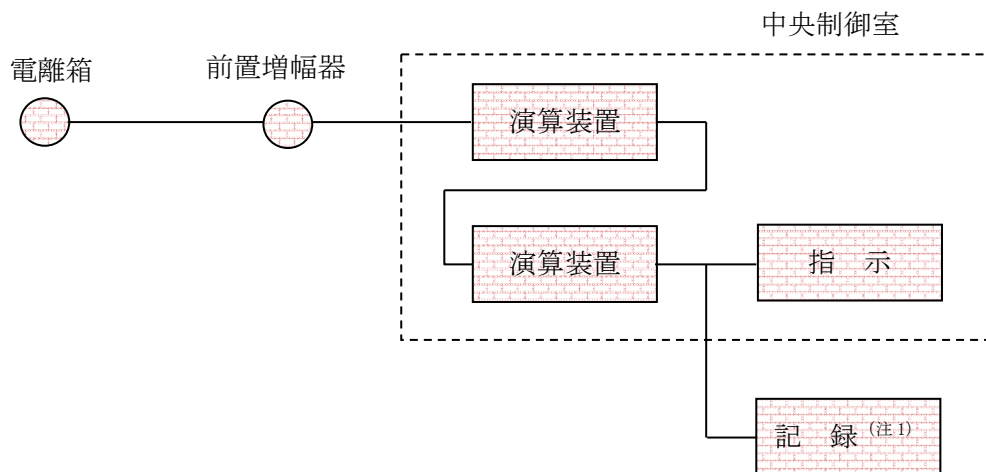 中央制御室
電離箱
前置増幅器
演算装置
演算装置
指 示
記 録 (注1)